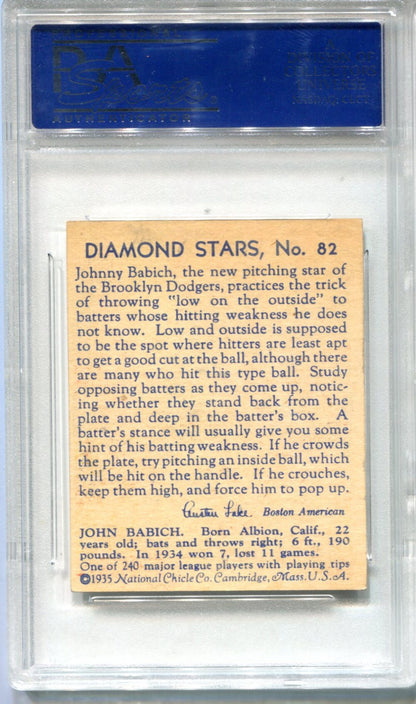 PSA
AUTHENTICATOR
DIAMOND STARS, No. 82
Johnny Babich, the new pitching star of
the Brooklyn Dodgers, practices the trick
of throwing "low on the outside" to
batters whose hitting weakness he does
not know. Low and outside is supposed
to be the spot where hitters are least apt
to get a good cut at the ball, although there
are many who hit this type ball. Study
opposing batters as they come up, notic-
ing whether they stand back from the
plate and deep in the batter's box. A
batter's stance will usually give you some
hint of his batting weakness. If he crowds
the plate, try pitching an inside ball, which
will be hit on the handle. If he crouches,
keep them high, and force him to pop up.
Austen Lake Boston American
JOHN BABICH. Born Albion, Calif., 22
years old; bats and throws right; 6 ft., 190
pounds. In 1934 won 7, lost 11 games.
One of 240 major league players with playing tips
©1935 National Chicle Co. Cambridge, Mass. U.S.A.